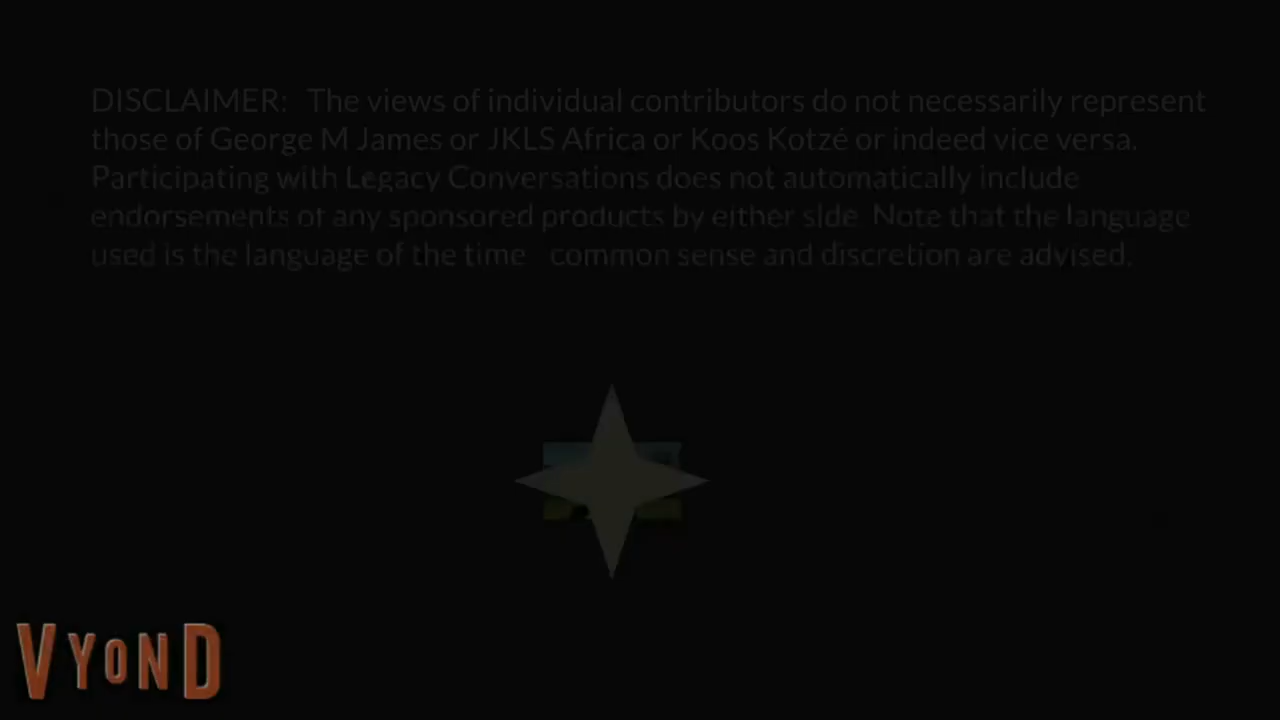 DISCLAIMER: The views of individual contributors do not necessarily represent
those of George M James or JKLS Africa or Koos Kotzé or indeed vice versa.
Participating with Legacy Conversations does not automatically include
endorsements of any sponsored products by either side. Note that the language
used is the language of the time common sense and discretion are advised.
VYOND